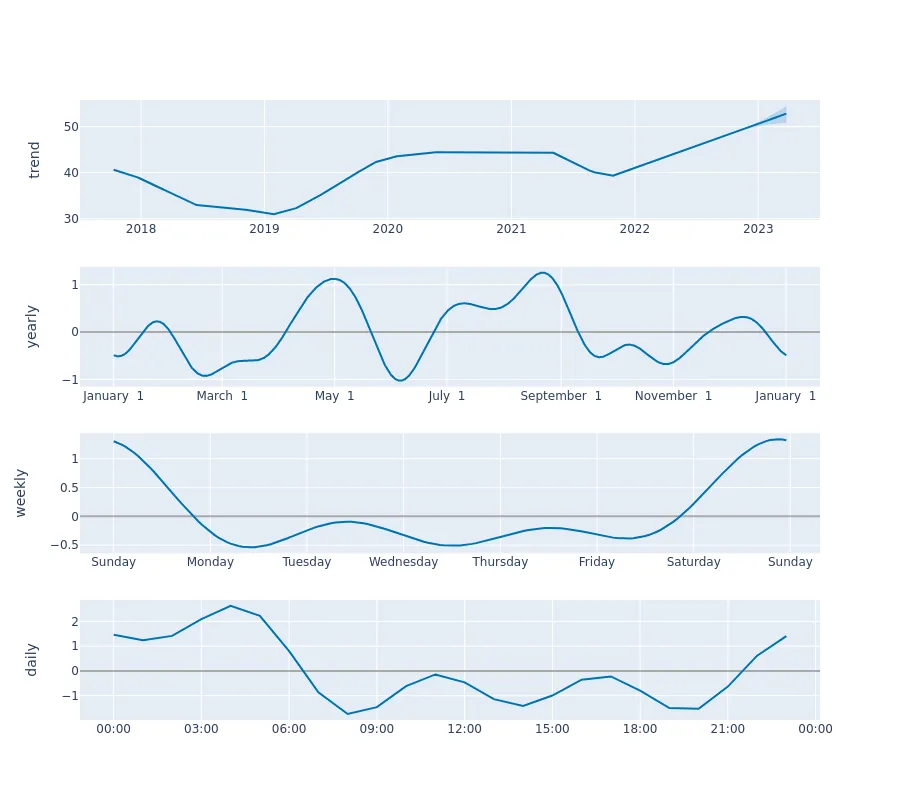 trend
50
40
30
2018 2019 2020 2021 2022 2023
yearly
1
0
−1
January 1 March 1 May 1 July 1 September 1 November 1 January 1
weekly
1
0.5
0
−0.5
Sunday Monday Tuesday Wednesday Thursday Friday Saturday Sunday
daily
2
1
0
−1
00:00 03:00 06:00 09:00 12:00 15:00 18:00 21:00 00:00